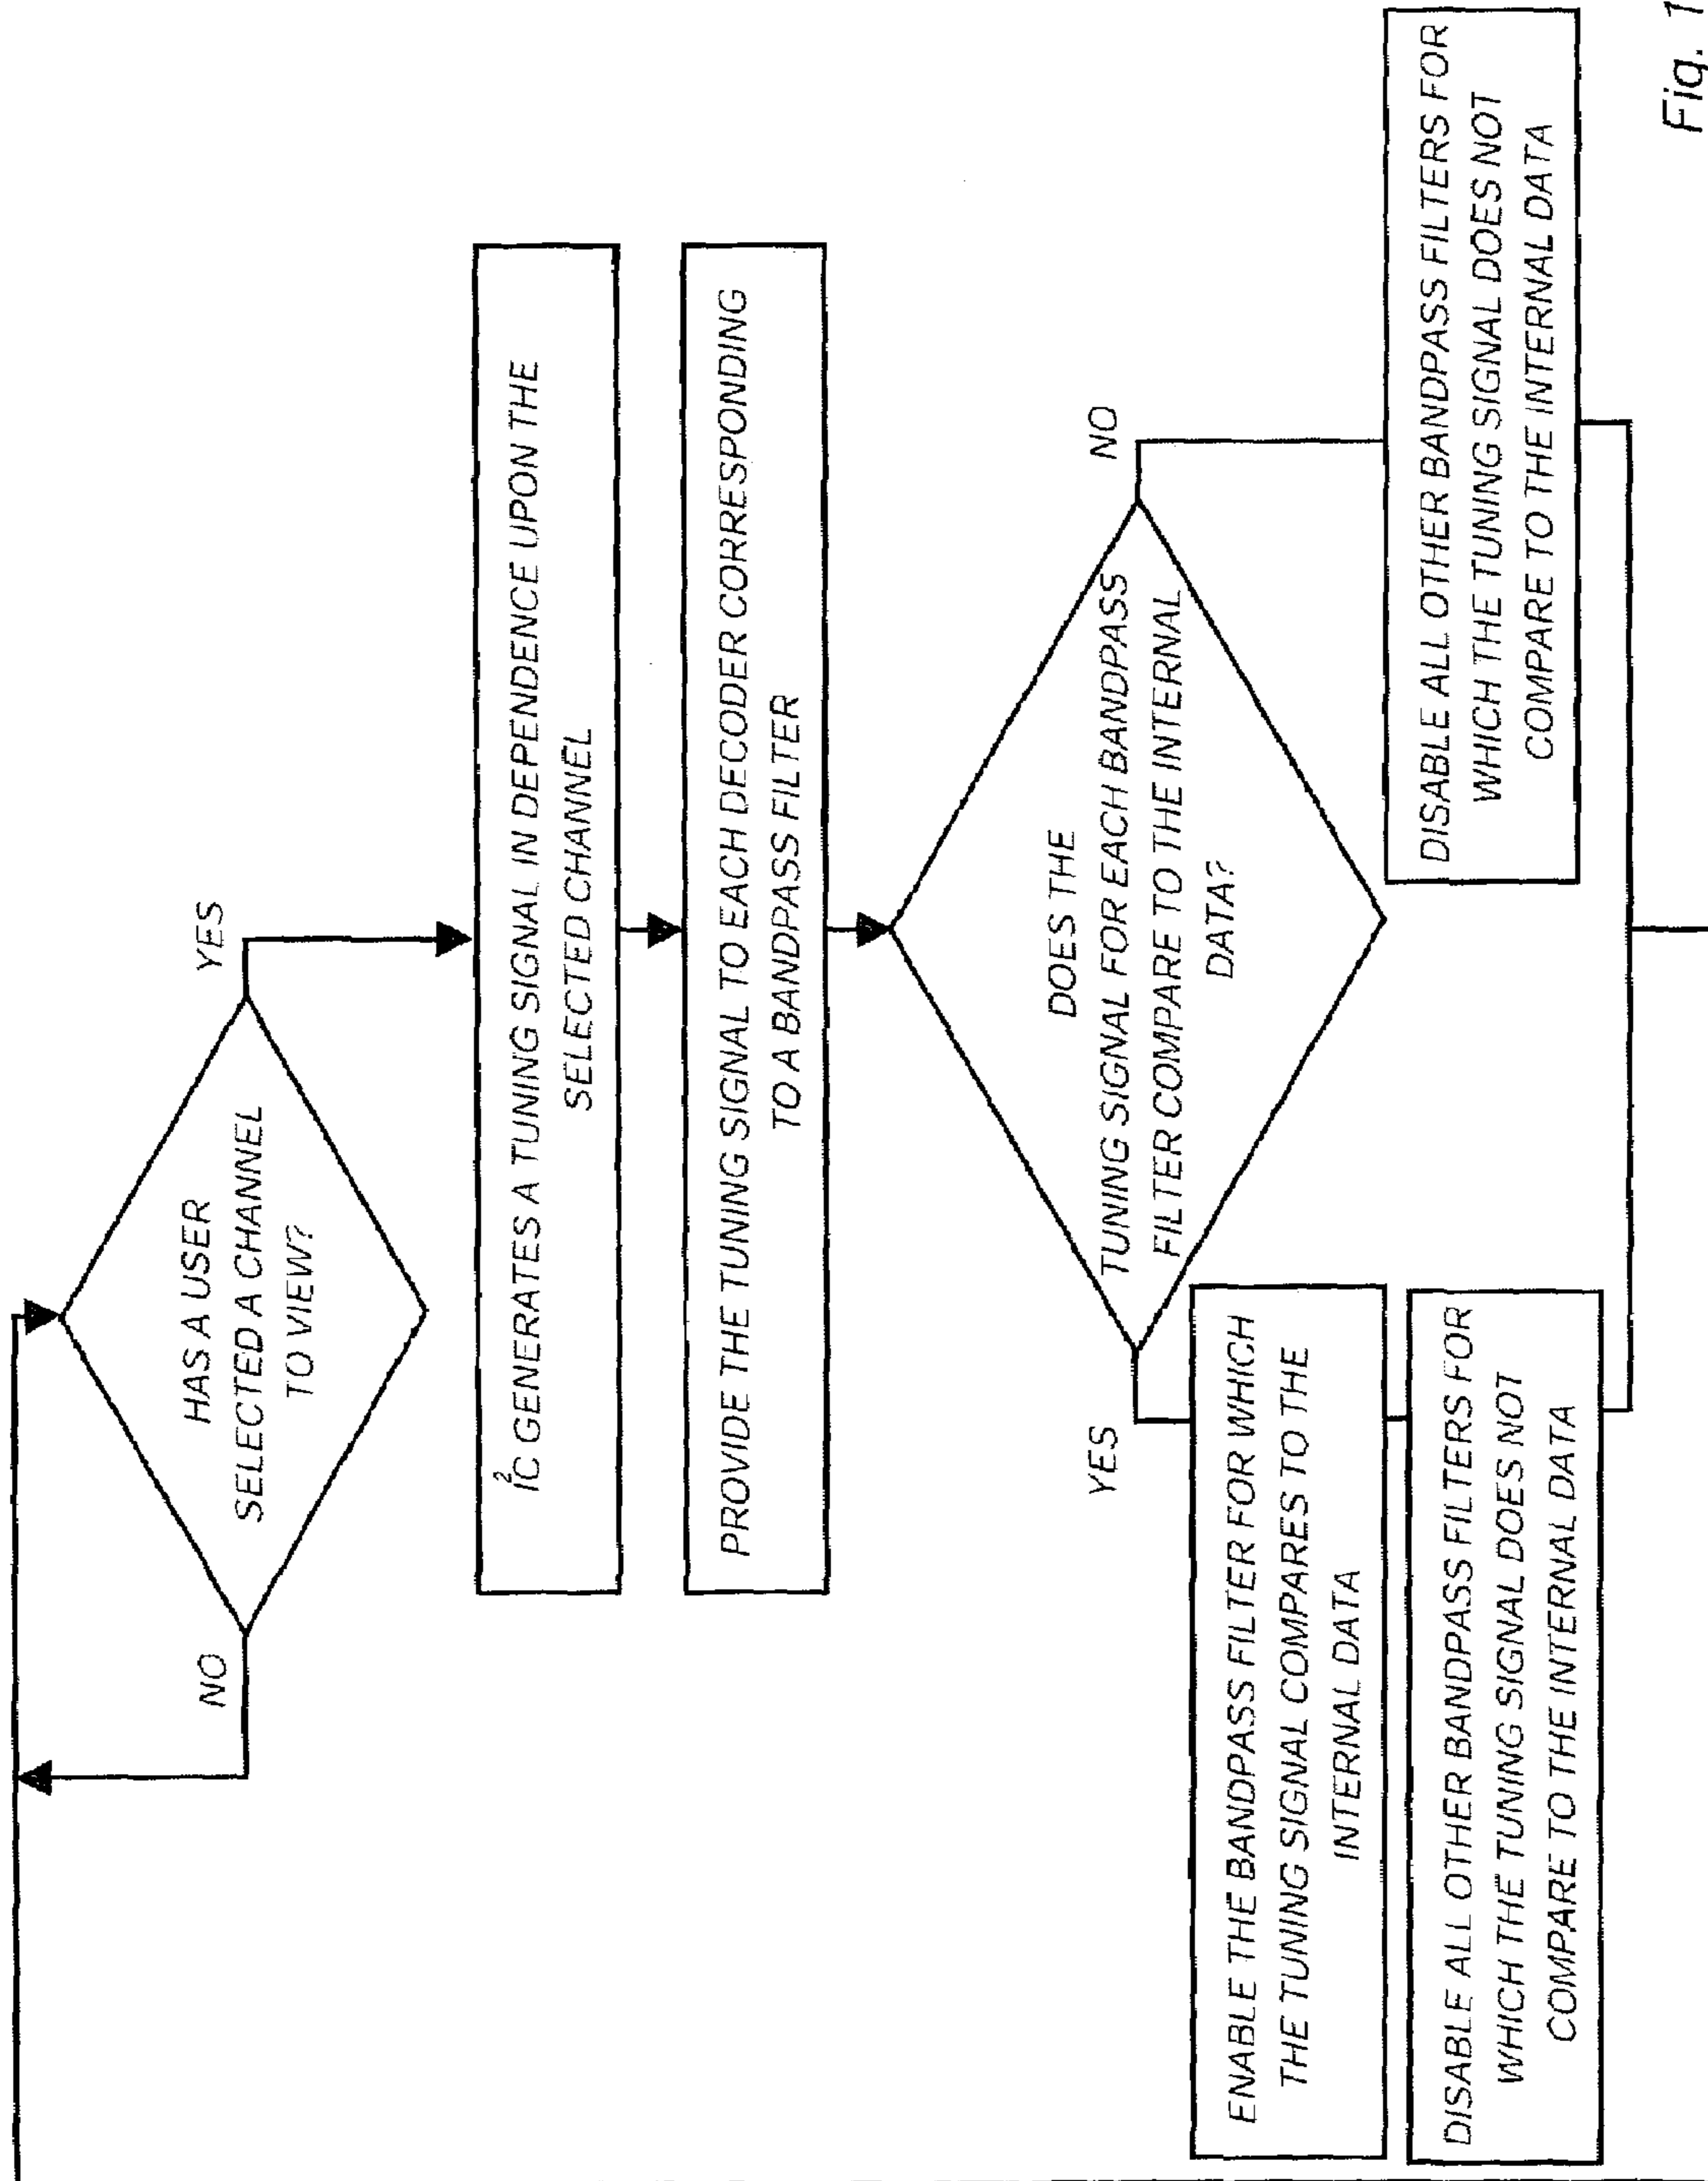 HAS A USER
SELECTED A CHANNEL
TO VIEW?
NO
YES
I²C GENERATES A TUNING SIGNAL IN DEPENDENCE UPON THE
SELECTED CHANNEL
PROVIDE THE TUNING SIGNAL TO EACH DECODER CORRESPONDING
TO A BANDPASS FILTER
DOES THE
TUNING SIGNAL FOR EACH BANDPASS
FILTER COMPARE TO THE INTERNAL
DATA?
YES
NO
ENABLE THE BANDPASS FILTER FOR WHICH
THE TUNING SIGNAL COMPARES TO THE
INTERNAL DATA
DISABLE ALL OTHER BANDPASS FILTERS FOR
WHICH THE TUNING SIGNAL DOES NOT
COMPARE TO THE INTERNAL DATA
DISABLE ALL OTHER BANDPASS FILTERS FOR
WHICH THE TUNING SIGNAL DOES NOT
COMPARE TO THE INTERNAL DATA
Fig. 1